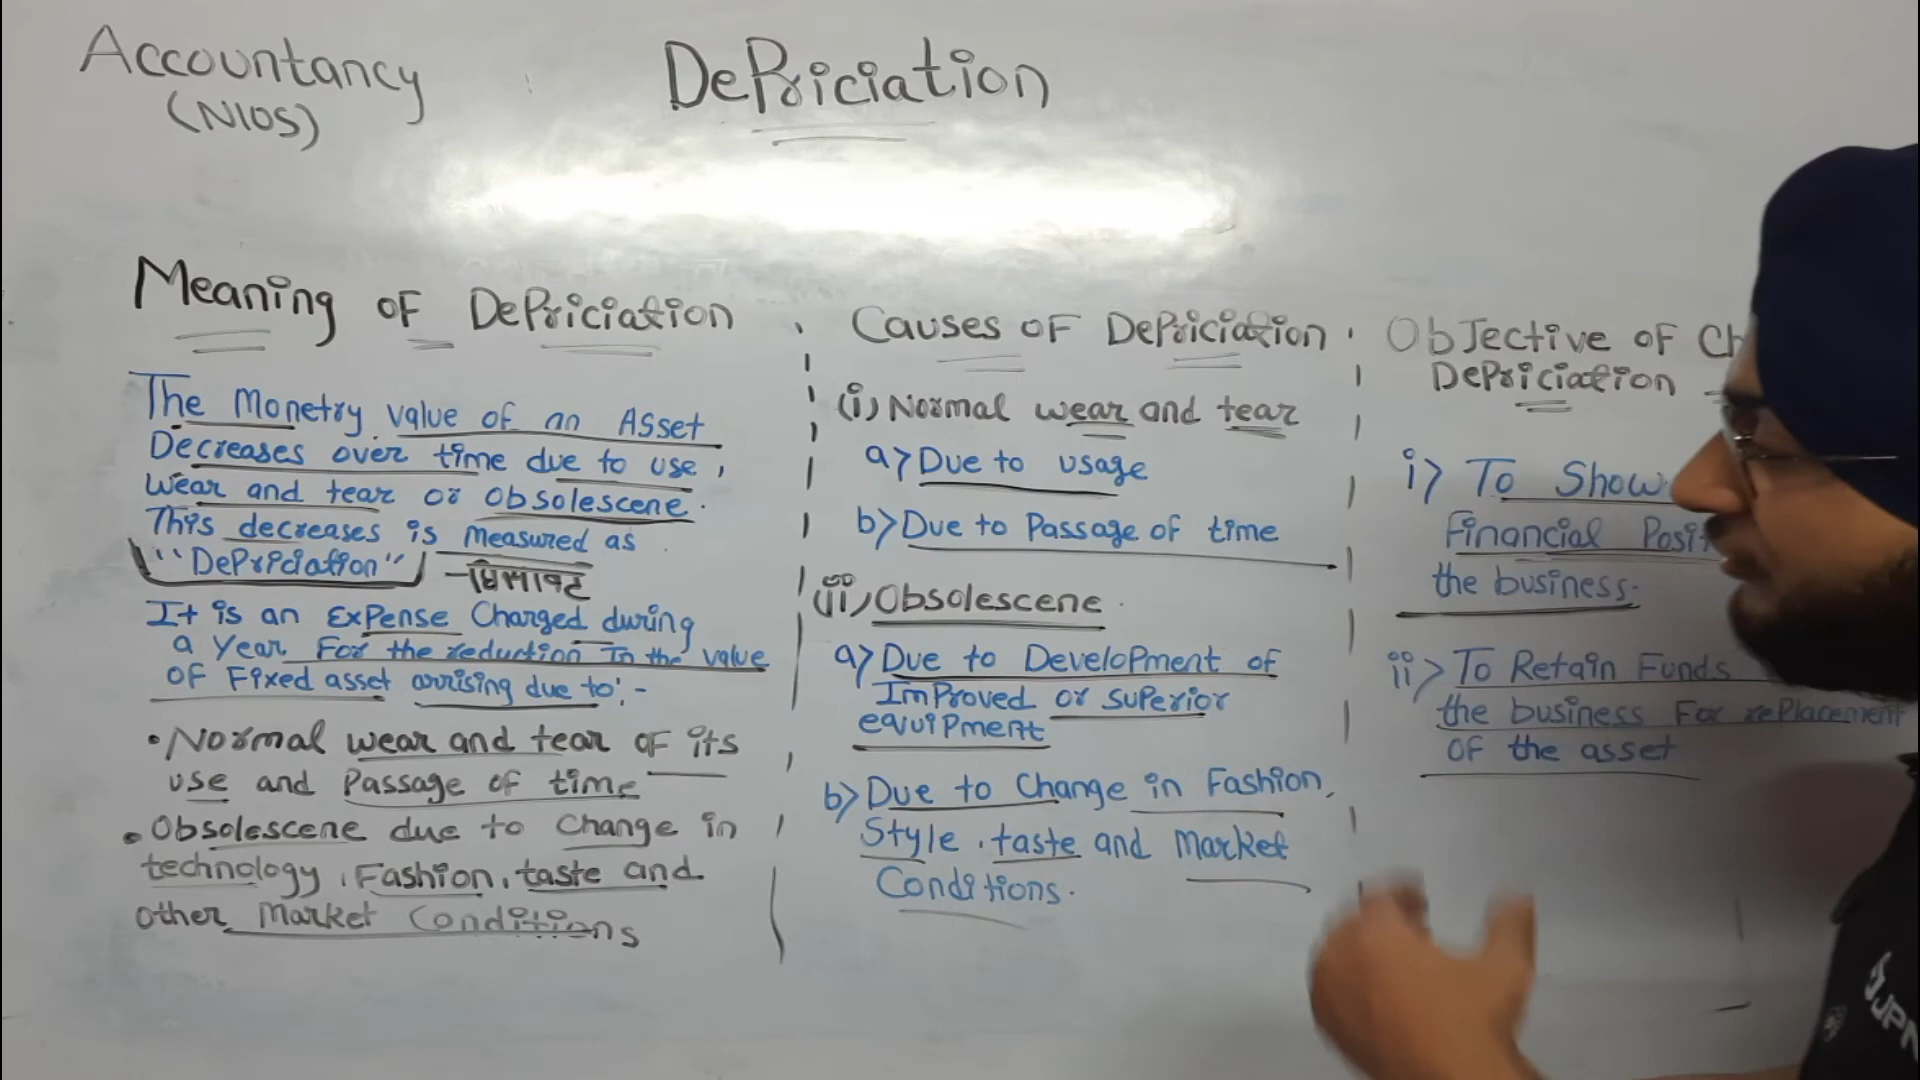 Accountancy
(NIOS)
DePriciation
Meaning OF DePriciation
The Monetry value of an Asset
Decreases over time due to use,
wear and tear or obsolescene.
This decreases is measured as
"DePriciation" - घिसावट
It is an Expense Charged during
a Year For the reduction In the value
OF Fixed asset arrising due to:-
• Normal wear and tear of its
use and Passage of time
• Obsolescene due to change in
technology, Fashion, taste and
other Market Conditions
Causes OF DePriciation
(i) Normal wear and tear
a> Due to usage
b> Due to Passage of time
(ii) Obsolescene
a> Due to DeveloPment of
ImProved or suPerior
equiPment
b> Due to Change in Fashion,
Style, taste and Market
Conditions.
ObJective OF
DePriciation
i> To Show
Financial
the business.
ii> To Retain Funds
the business For rePlacement
OF the asset